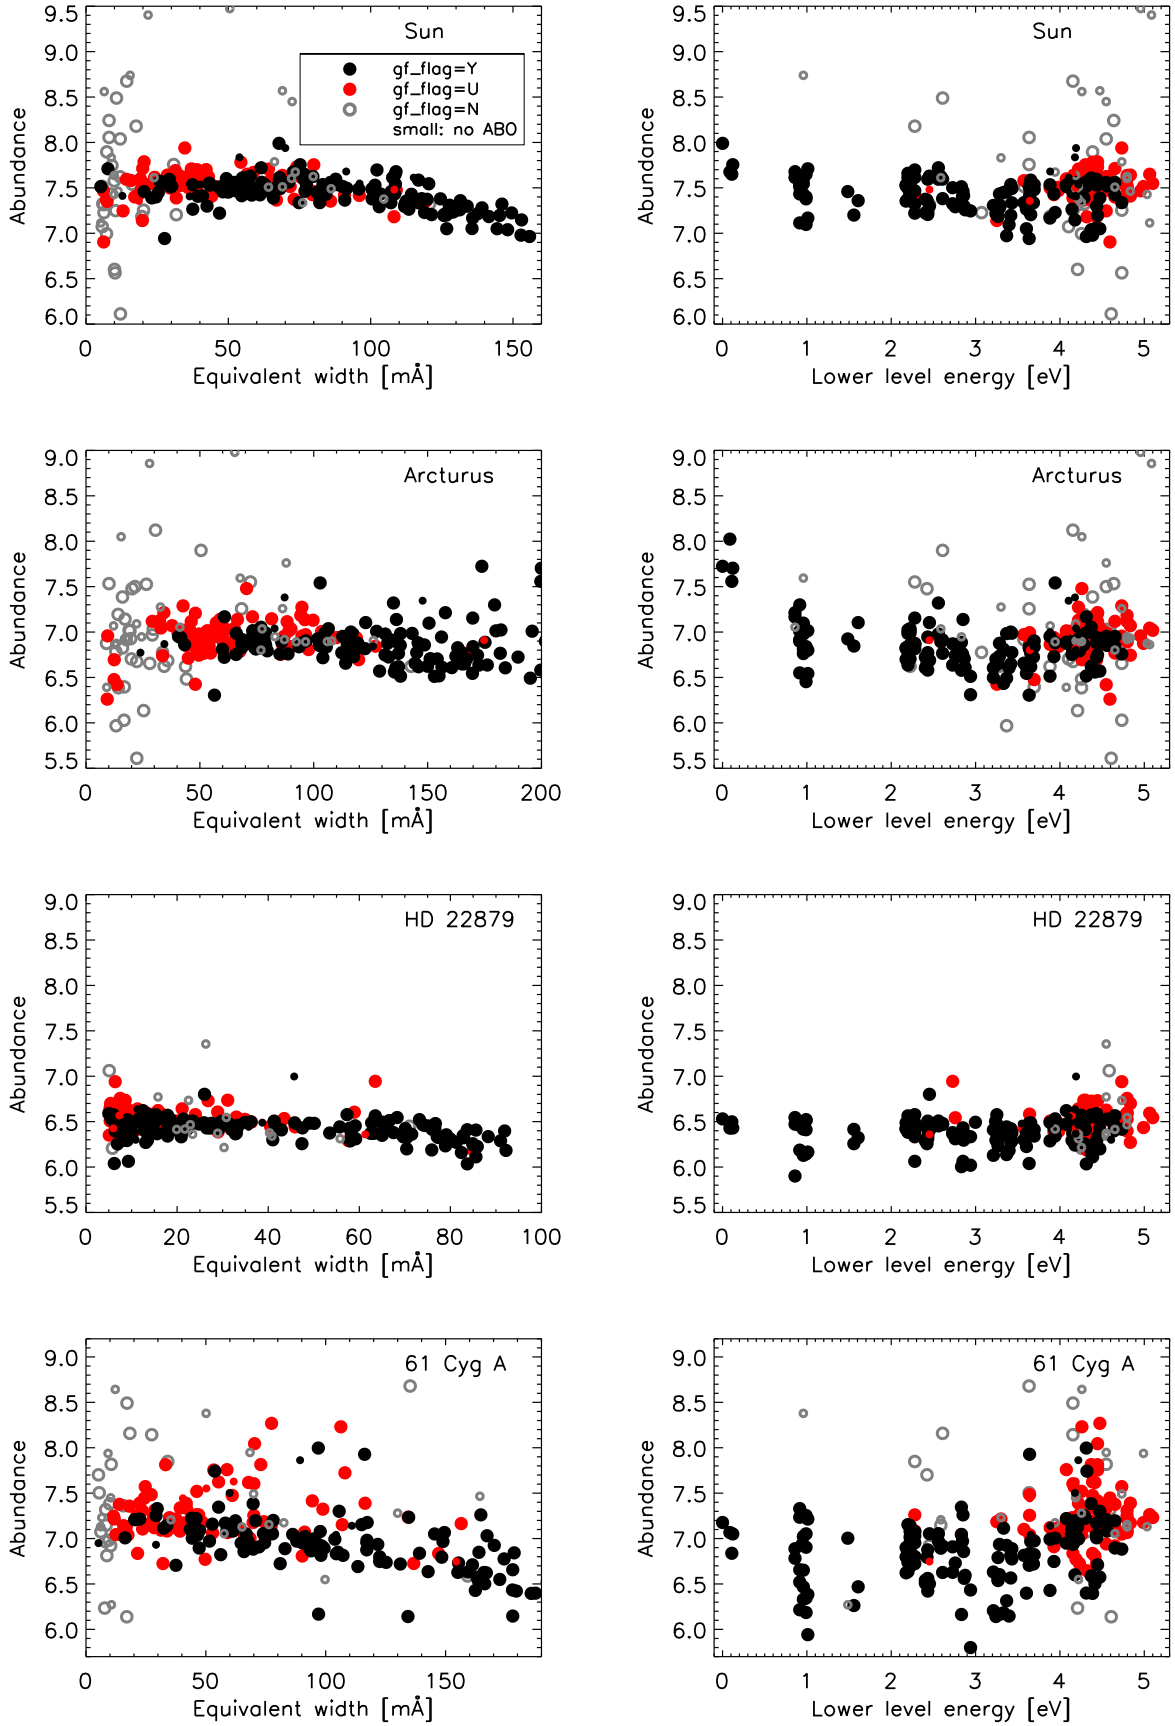 Sun
gf_flag=Y
gf_flag=U
gf_flag=N
small: no ABO
9.5
9.0
8.5
8.0
7.5
7.0
6.5
6.0
Abundance
0 50 100 150
Equivalent width [mÅ]
Sun
9.5
9.0
8.5
8.0
7.5
7.0
6.5
6.0
Abundance
0 1 2 3 4 5
Lower level energy [eV]
Arcturus
9.0
8.5
8.0
7.5
7.0
6.5
6.0
5.5
Abundance
0 50 100 150 200
Equivalent width [mÅ]
Arcturus
9.0
8.5
8.0
7.5
7.0
6.5
6.0
5.5
Abundance
0 1 2 3 4 5
Lower level energy [eV]
HD 22879
9.0
8.5
8.0
7.5
7.0
6.5
6.0
5.5
Abundance
0 20 40 60 80 100
Equivalent width [mÅ]
HD 22879
9.0
8.5
8.0
7.5
7.0
6.5
6.0
5.5
Abundance
0 1 2 3 4 5
Lower level energy [eV]
61 Cyg A
9.0
8.5
8.0
7.5
7.0
6.5
6.0
Abundance
0 50 100 150
Equivalent width [mÅ]
61 Cyg A
9.0
8.5
8.0
7.5
7.0
6.5
6.0
Abundance
0 1 2 3 4 5
Lower level energy [eV]